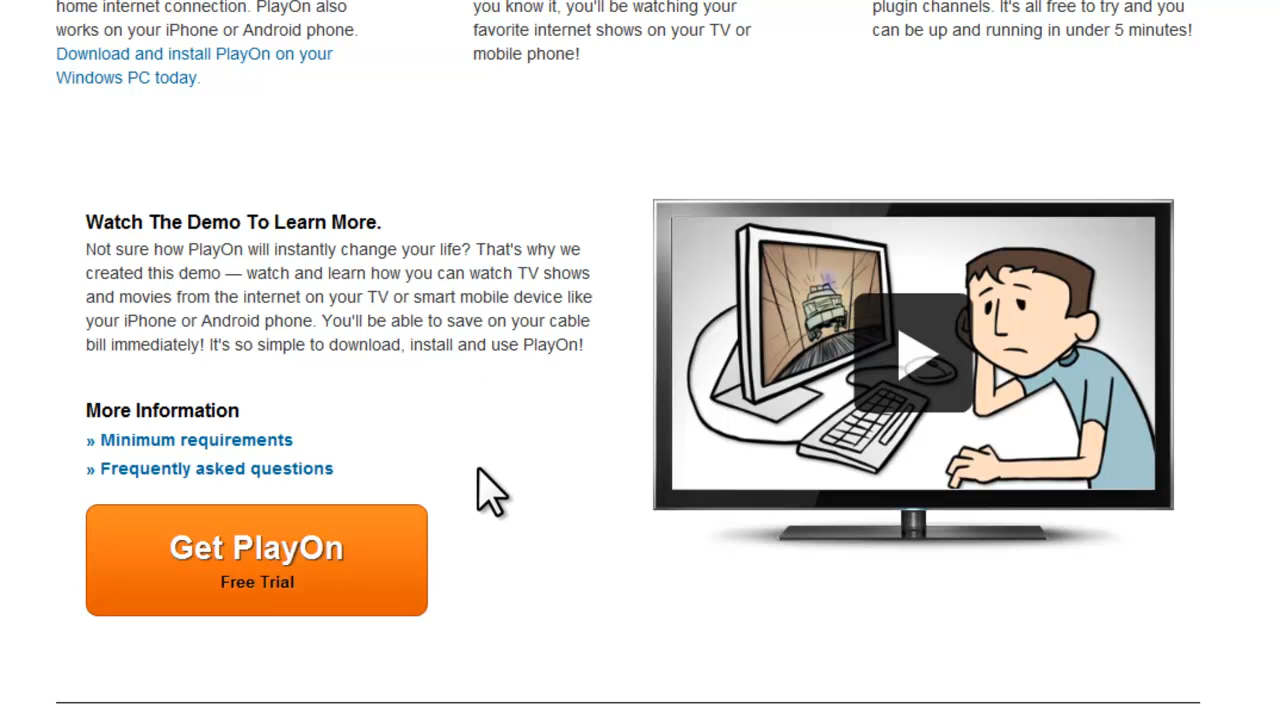 home internet connection. PlayOn also
works on your iPhone or Android phone.
Download and install PlayOn on your
Windows PC today.
you know it, you'll be watching your
favorite internet shows on your TV or
mobile phone!
plugin channels. It's all free to try and you
can be up and running in under 5 minutes!
Watch The Demo To Learn More.
Not sure how PlayOn will instantly change your life? That's why we
created this demo — watch and learn how you can watch TV shows
and movies from the internet on your TV or smart mobile device like
your iPhone or Android phone. You'll be able to save on your cable
bill immediately! It's so simple to download, install and use PlayOn!
More Information
» Minimum requirements
» Frequently asked questions
Get PlayOn
Free Trial